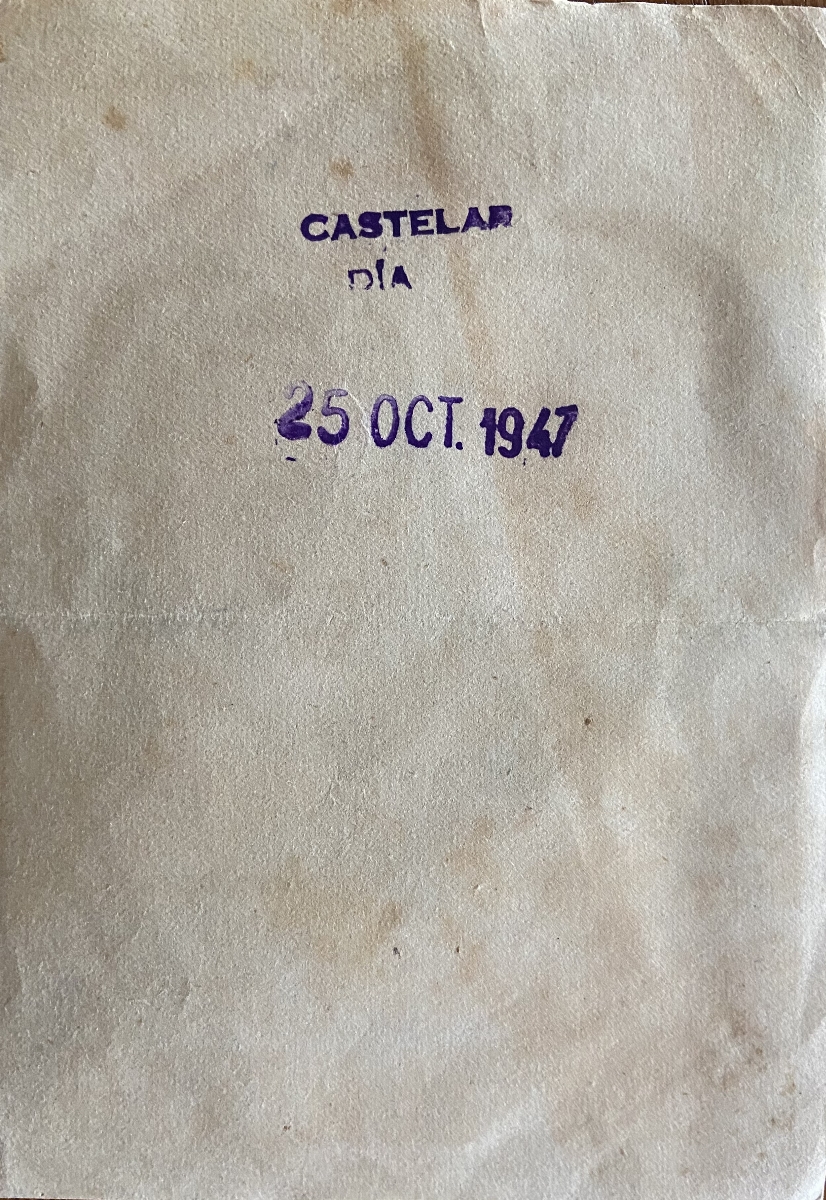 CASTELAR
DÍA
25 OCT. 1947